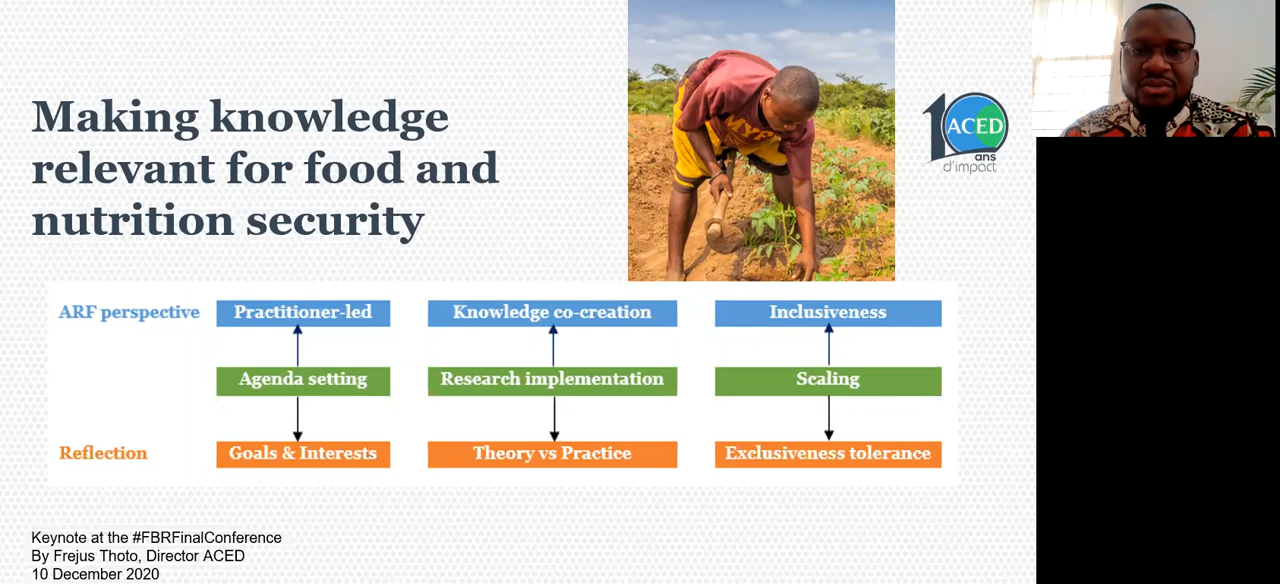 Making knowledge
relevant for food and
nutrition security
10 ACED
ans
d'impact
ARF perspective
Practitioner-led
Knowledge co-creation
Inclusiveness
Agenda setting
Research implementation
Scaling
Reflection
Goals & Interests
Theory vs Practice
Exclusiveness tolerance
Keynote at the #FBRFinalConference
By Frejus Thoto, Director ACED
10 December 2020